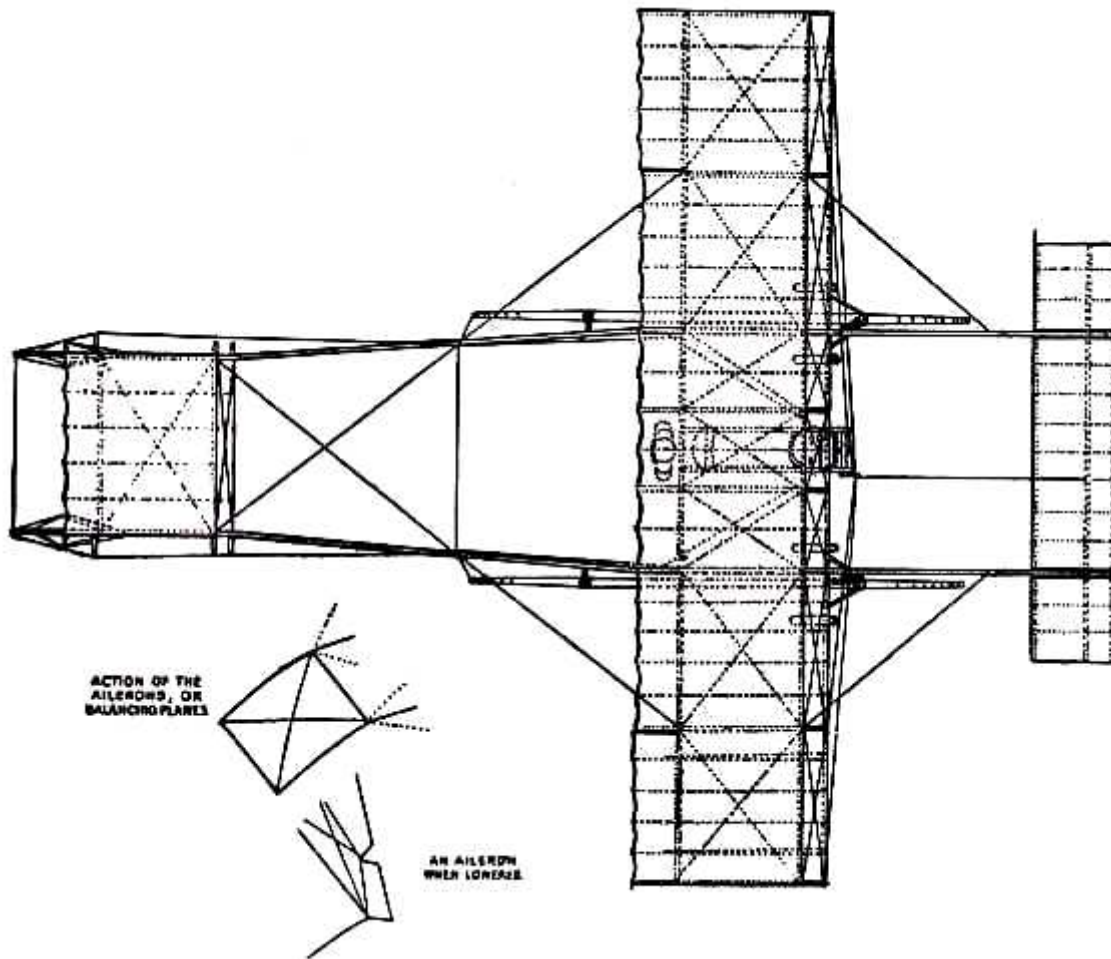 ACTION OF THE
AILERONS, OR
BALANCING PLANES
AN AILERON
WHEN LOWERED